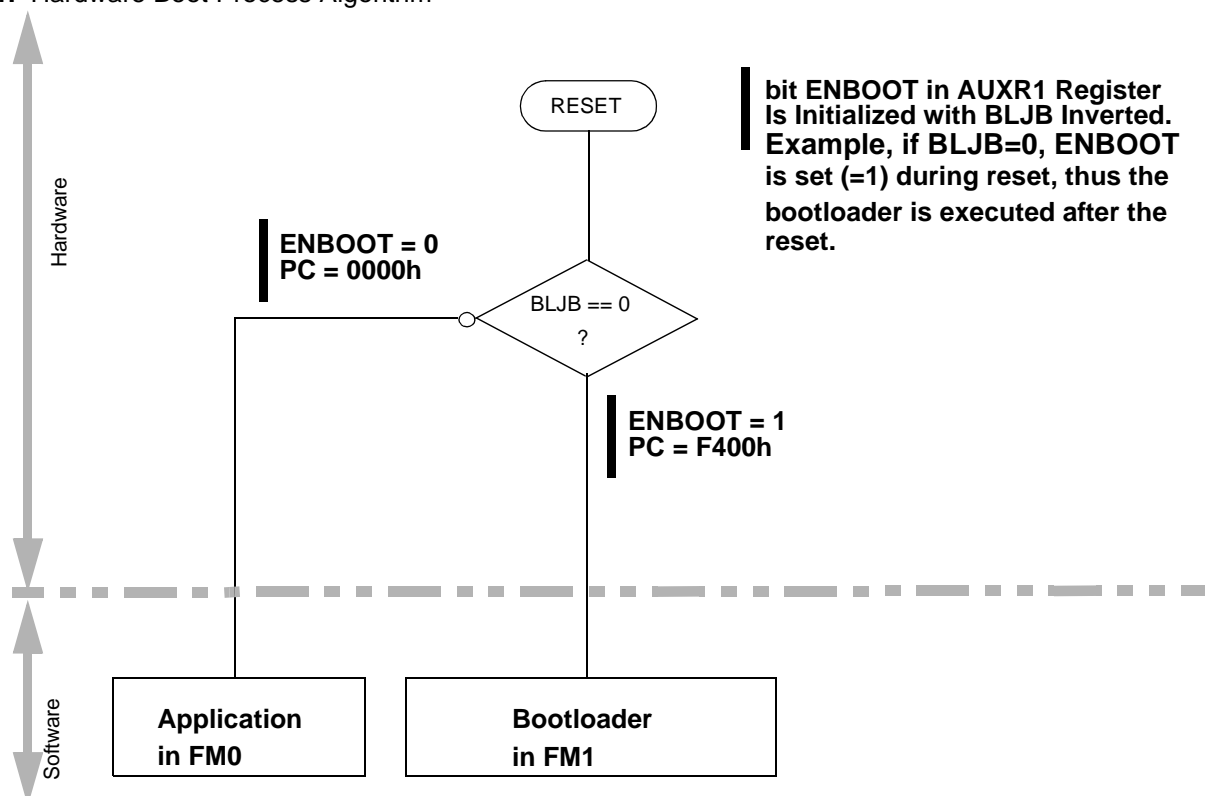 Hardware Boot Process Algorithm
RESET
bit ENBOOT in AUXR1 Register
Is Initialized with BLJB Inverted.
Example, if BLJB=0, ENBOOT
is set (=1) during reset, thus the
bootloader is executed after the
reset.
Hardware
ENBOOT = 0
PC = 0000h
BLJB == 0
?
ENBOOT = 1
PC = F400h
Software
Application
in FM0
Bootloader
in FM1